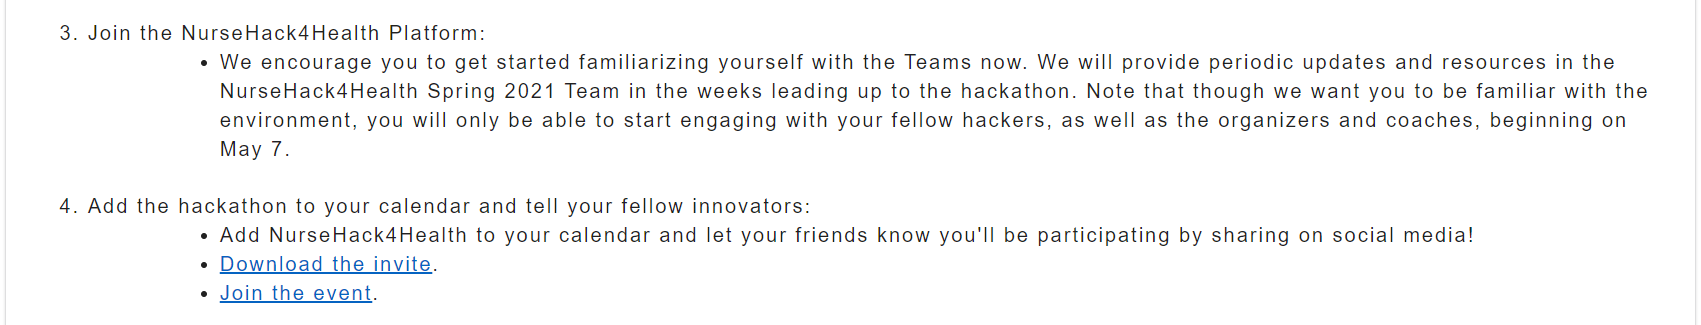 3. Join the NurseHack4Health Platform:
• We encourage you to get started familiarizing yourself with the Teams now. We will provide periodic updates and resources in the
NurseHack4Health Spring 2021 Team in the weeks leading up to the hackathon. Note that though we want you to be familiar with the
environment, you will only be able to start engaging with your fellow hackers, as well as the organizers and coaches, beginning on
May 7.
4. Add the hackathon to your calendar and tell your fellow innovators:
• Add NurseHack4Health to your calendar and let your friends know you'll be participating by sharing on social media!
• Download the invite.
• Join the event.